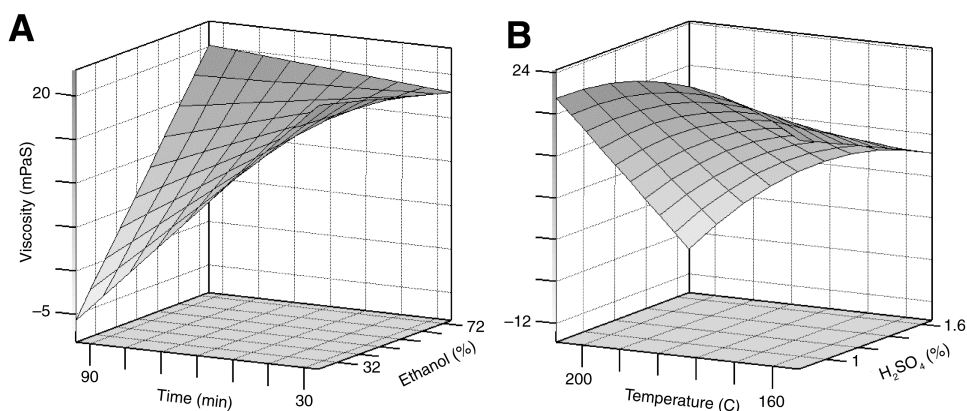 A
20
Viscosity (mPaS)
–5
90
Time (min)
30
32
Ethanol (%)
72
B
24
–12
200
Temperature (C)
160
1
H₂SO₄ (%)
1.6